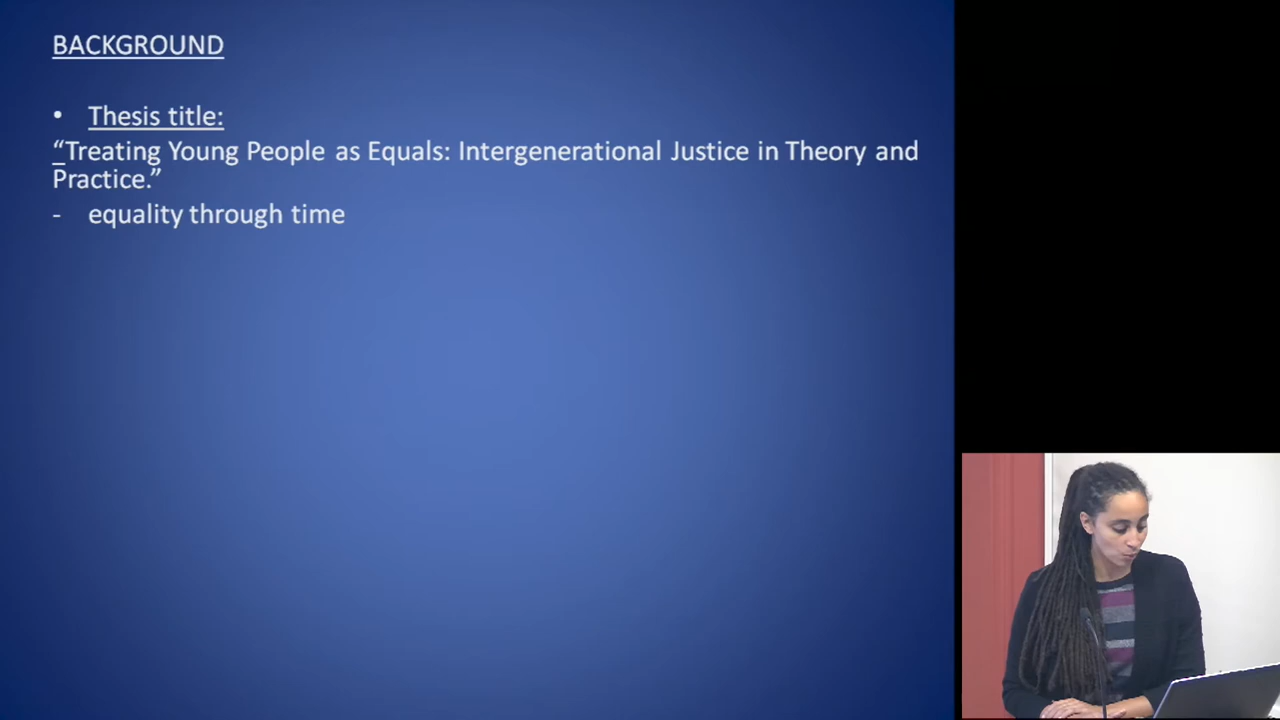 BACKGROUND
• Thesis title:
“Treating Young People as Equals: Intergenerational Justice in Theory and
Practice.”
- equality through time